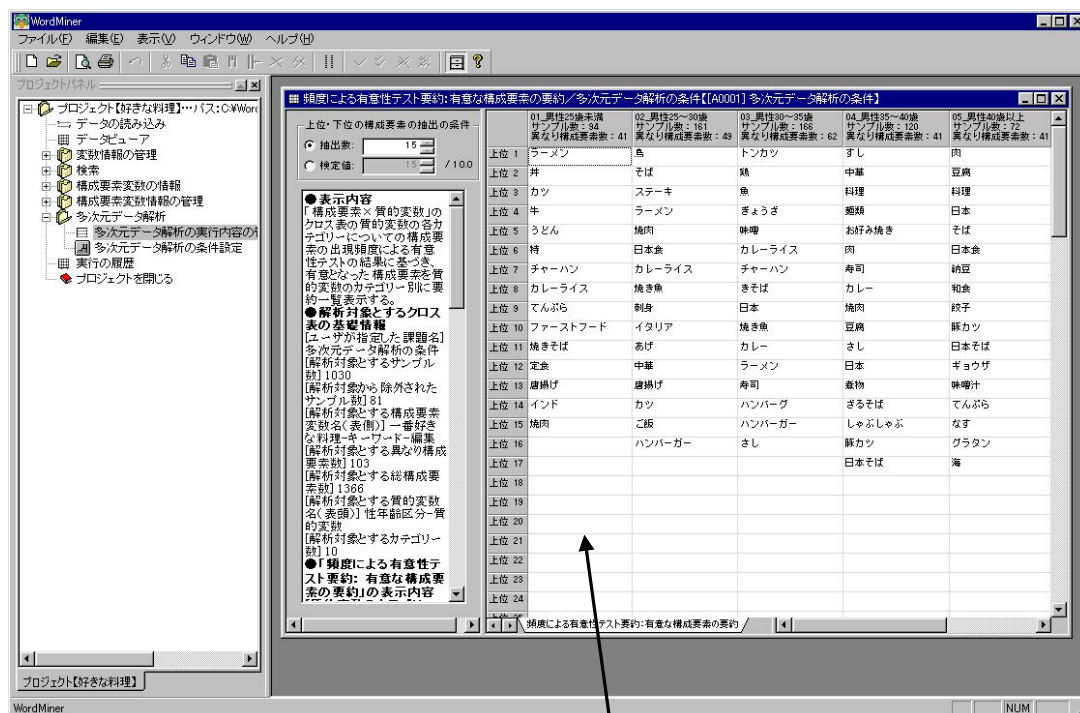 WordMiner
ファイル(F) 編集(E) 表示(V) ウィンドウ(W) ヘルプ(H)
プロジェクトパネル
プロジェクト【好きな料理】…パス:C:¥Wor
データの読み込み
データビューア
変数情報の管理
検索
構成要素変数の情報
構成要素変数情報の管理
多次元データ解析
多次元データ解析の実行内容の
多次元データ解析の条件設定
実行の履歴
プロジェクトを閉じる
プロジェクト【好きな料理】
頻度による有意性テスト要約:有意な構成要素の要約/多次元データ解析の条件【[A0001] 多次元データ解析の条件】
上位・下位の構成要素の抽出の条件
抽出数: 15
検定値: 15 / 10.0
●表示内容
「構成要素×質的変数」の
クロス表の質的変数の各カ
テゴリーについての構成要
素の出現頻度による有意
性テストの結果に基づき、
有意となった構成要素を質
的変数のカテゴリー別に要
約一覧表示する。
●解析対象とするクロス
表の基礎情報
[ユーザが指定した課題名]
多次元データ解析の条件
[解析対象とするサンプル
数] 1030
[解析対象から除外された
サンプル数] 81
[解析対象とする構成要素
変数名(表側)] 一番好き
な料理-キーワード-編集
[解析対象とする異なり構成
要素数] 103
[解析対象とする総構成要
素数] 1366
[解析対象とする質的変数
名(表頭)] 性年齢区分-質
的変数
[解析対象とするカテゴリー
数] 10
●「頻度による有意性テ
スト要約: 有意な構成要
素の要約」の表示内容
01_男性25歳未満 02_男性25～30歳 03_男性30～35歳 04_男性35～40歳 05_男性40歳以上
サンプル数:94 サンプル数:161 サンプル数:166 サンプル数:120 サンプル数:72
異なり構成要素数:41 異なり構成要素数:49 異なり構成要素数:62 異なり構成要素数:41 異なり構成要素数:41
上位 1 ラーメン 魚 トンカツ すし 肉
上位 2 丼 そば 鶏 中華 豆腐
上位 3 カツ ステーキ 魚 料理 料理
上位 4 牛 ラーメン ぎょうざ 麺類 日本
上位 5 うどん 焼肉 味噌 お好み焼き そば
上位 6 特 日本食 カレーライス 肉 日本食
上位 7 チャーハン カレーライス チャーハン 寿司 納豆
上位 8 カレーライス 焼き魚 きそば カレー 和食
上位 9 てんぷら 刺身 日本 焼肉 餃子
上位 10 ファーストフード イタリア 焼き魚 豆腐 豚カツ
上位 11 焼きそば あげ カレー さし 日本そば
上位 12 定食 中華 ラーメン 日本 ギョウザ
上位 13 唐揚げ 唐揚げ 寿司 煮物 味噌汁
上位 14 インド カツ ハンバーグ ざるそば てんぷら
上位 15 焼肉 ご飯 ハンバーガー しゃぶしゃぶ なす
上位 16 ハンバーガー さし 豚カツ グラタン
上位 17 日本そば 海
上位 18
上位 19
上位 20
上位 21
上位 22
上位 23
上位 24
頻度による有意性テスト要約:有意な構成要素の要約
WordMiner NUM